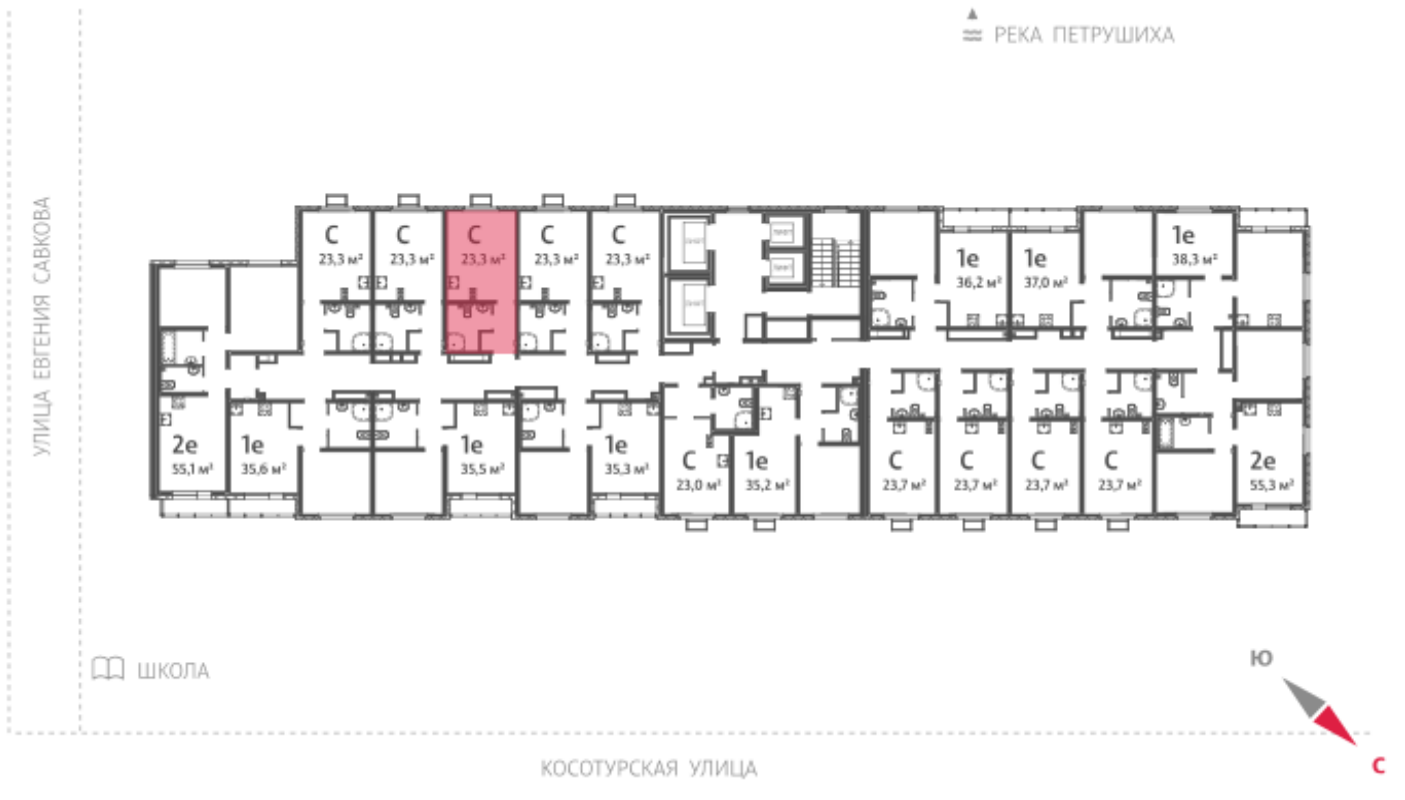 РЕКА ПЕТРУШИХА
УЛИЦА ЕВГЕНИЯ САВКОВА
С
23,3 м²
С
23,3 м²
С
23,3 м²
С
23,3 м²
С
23,3 м²
1е
36,2 м²
1е
37,0 м²
1е
38,3 м²
2е
55,1 м²
1е
35,6 м²
1е
35,5 м²
1е
35,3 м²
С
23,0 м²
1е
35,2 м²
С
23,7 м²
С
23,7 м²
С
23,7 м²
С
23,7 м²
2е
55,3 м²
ШКОЛА
Ю
С
КОСОТУРСКАЯ УЛИЦА